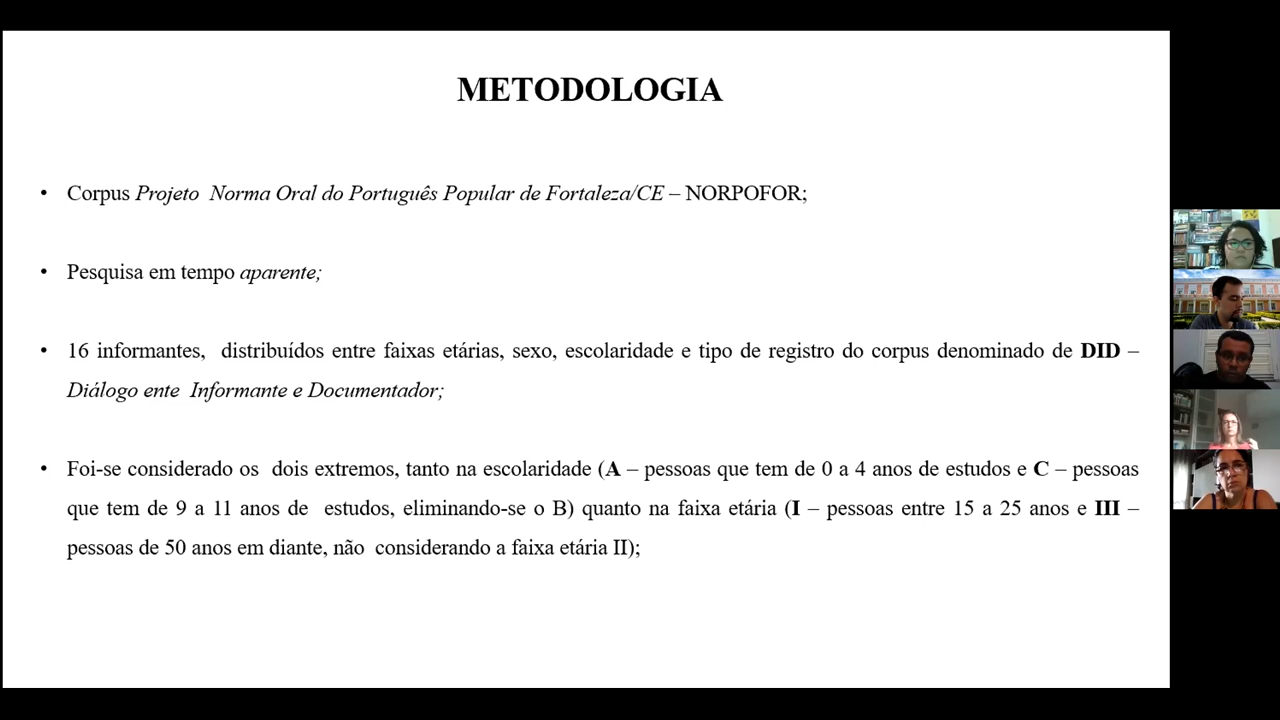 METODOLOGIA
• Corpus Projeto Norma Oral do Português Popular de Fortaleza/CE – NORPOFOR;
• Pesquisa em tempo aparente;
• 16 informantes, distribuídos entre faixas etárias, sexo, escolaridade e tipo de registro do corpus denominado de DID –
Diálogo ente Informante e Documentador;
• Foi-se considerado os dois extremos, tanto na escolaridade (A – pessoas que tem de 0 a 4 anos de estudos e C – pessoas
que tem de 9 a 11 anos de estudos, eliminando-se o B) quanto na faixa etária (I – pessoas entre 15 a 25 anos e III –
pessoas de 50 anos em diante, não considerando a faixa etária II);